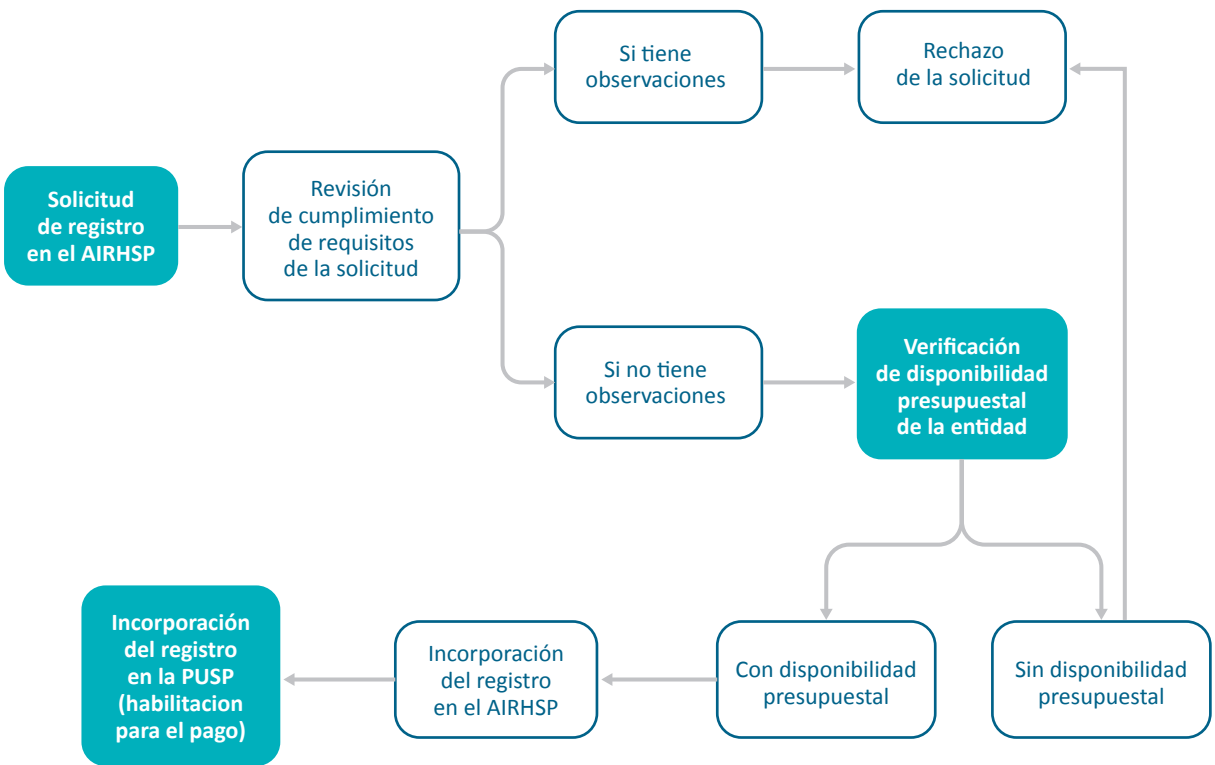 Si tiene
observaciones
Rechazo
de la solicitud
Solicitud
de registro
en el AIRHSP
Revisión
de cumplimiento
de requisitos
de la solicitud
Si no tiene
observaciones
Verificación
de disponibilidad
presupuestal
de la entidad
Incorporación
del registro
en la PUSP
(habilitacion
para el pago)
Incorporación
del registro
en el AIRHSP
Con disponibilidad
presupuestal
Sin disponibilidad
presupuestal